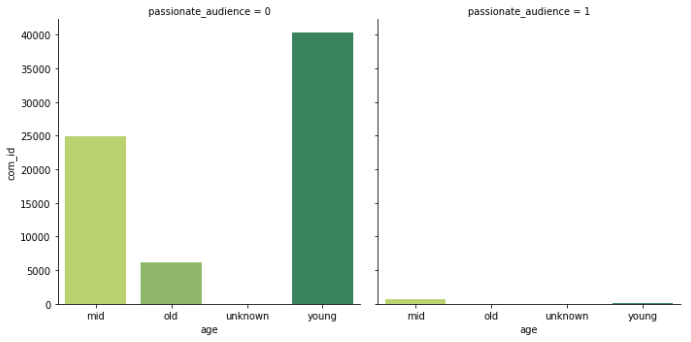 passionate_audience = 0
passionate_audience = 1
40000
35000
30000
25000
20000
15000
10000
5000
0
com_id
mid old unknown young
mid old unknown young
age
age